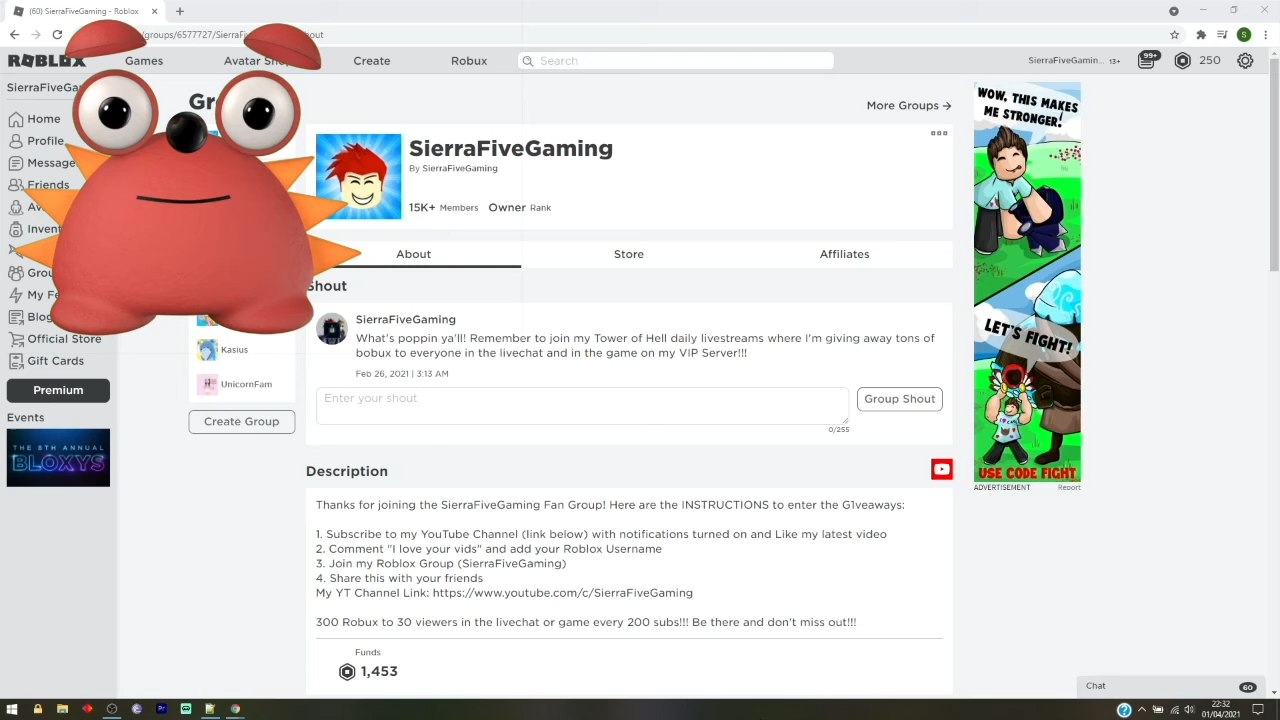 (60) SierraFiveGaming - Roblox
/groups/6577727/SierraFi
out
ROBLOX
Games
Create
Robux
Search
SierraFiveGamin... 13+
99+
250
Home
Profile
Message
Friends
Official Store
Gift Cards
Premium
Events
THE 8TH ANNUAL
BLOXYS
Kasius
UnicornFam
Create Group
More Groups →
SierraFiveGaming
By SierraFiveGaming
15K+ Members Owner Rank
About
Store
Affiliates
Shout
SierraFiveGaming
What's poppin ya'll! Remember to join my Tower of Hell daily livestreams where I'm giving away tons of
bobux to everyone in the livechat and in the game on my VIP Server!!!
Feb 26, 2021 | 3:13 AM
Enter your shout
Group Shout
0/255
Description
Thanks for joining the SierraFiveGaming Fan Group! Here are the INSTRUCTIONS to enter the G1veaways:
1. Subscribe to my YouTube Channel (link below) with notifications turned on and Like my latest video
2. Comment "I love your vids" and add your Roblox Username
3. Join my Roblox Group (SierraFiveGaming)
4. Share this with your friends
My YT Channel Link: https://www.youtube.com/c/SierraFiveGaming
300 Robux to 30 viewers in the livechat or game every 200 subs!!! Be there and don't miss out!!!
Funds
1,453
WOW, THIS MAKES
ME STRONGER!
LET'S FIGHT!
USE CODE FIGHT
ADVERTISEMENT
Report
Chat
60
22:32
01/04/2021